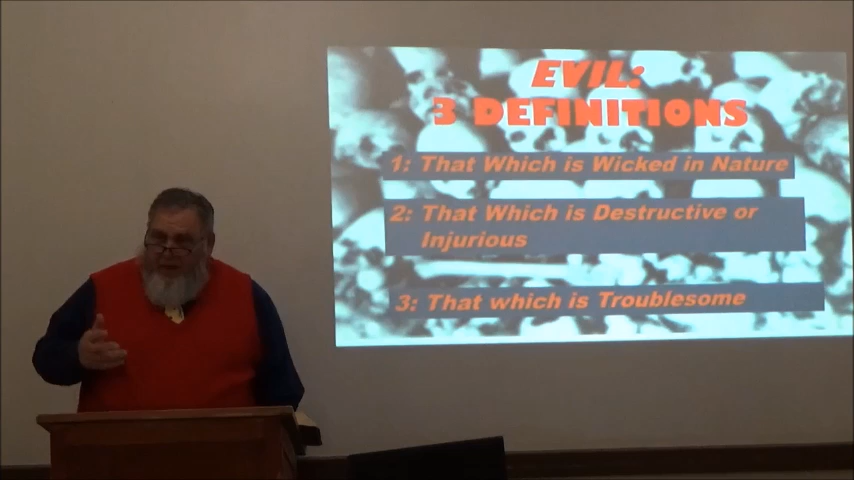 EVIL:
3 DEFINITIONS
1: That Which is Wicked in Nature
2: That Which is Destructive or
Injurious
3: That which is Troublesome